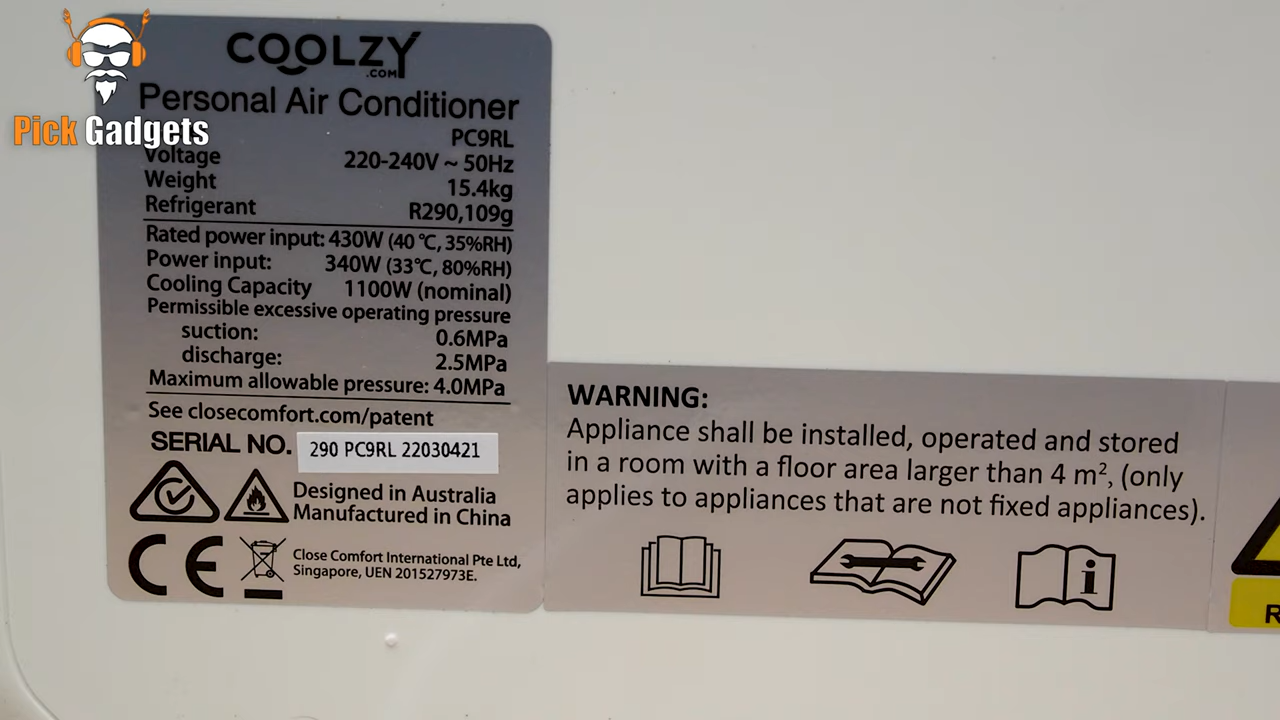 Pick Gadgets
COOLZY
.COM
Personal Air Conditioner
PC9RL
Voltage 220-240V ~ 50Hz
Weight 15.4kg
Refrigerant R290,109g
Rated power input: 430W (40 ℃, 35%RH)
Power input: 340W (33℃, 80%RH)
Cooling Capacity 1100W (nominal)
Permissible excessive operating pressure
suction: 0.6MPa
discharge: 2.5MPa
Maximum allowable pressure: 4.0MPa
See closecomfort.com/patent
SERIAL NO. 290 PC9RL 22030421
Designed in Australia
Manufactured in China
CE
Close Comfort International Pte Ltd,
Singapore, UEN 201527973E.
WARNING:
Appliance shall be installed, operated and stored
in a room with a floor area larger than 4 m², (only
applies to appliances that are not fixed appliances).